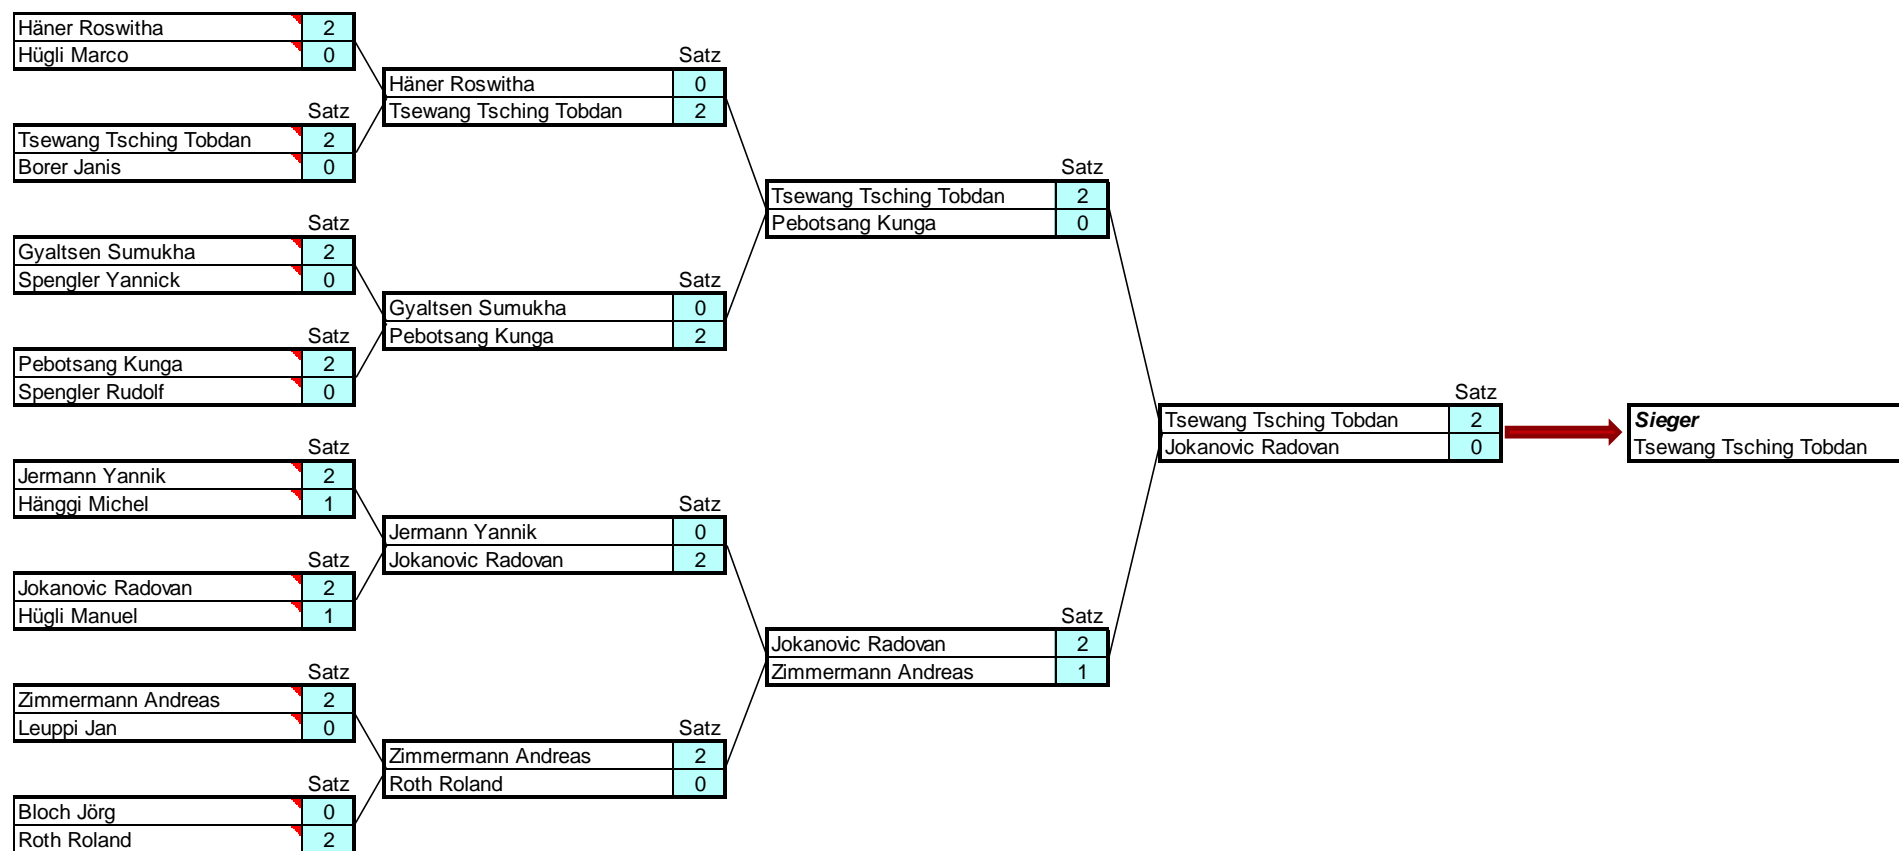 Häner Roswitha 2
Hügli Marco 0
Satz
Tsewang Tsching Tobdan 2
Borer Janis 0
Satz
Gyaltsen Sumukha 2
Spengler Yannick 0
Satz
Pebotsang Kunga 2
Spengler Rudolf 0
Satz
Jermann Yannik 2
Hänggi Michel 1
Satz
Jokanovic Radovan 2
Hügli Manuel 1
Satz
Zimmermann Andreas 2
Leuppi Jan 0
Satz
Bloch Jörg 0
Roth Roland 2
Satz
Häner Roswitha 0
Tsewang Tsching Tobdan 2
Satz
Gyaltsen Sumukha 0
Pebotsang Kunga 2
Satz
Jermann Yannik 0
Jokanovic Radovan 2
Satz
Zimmermann Andreas 2
Roth Roland 0
Satz
Tsewang Tsching Tobdan 2
Pebotsang Kunga 0
Satz
Jokanovic Radovan 2
Zimmermann Andreas 1
Satz
Tsewang Tsching Tobdan 2
Jokanovic Radovan 0
Sieger
Tsewang Tsching Tobdan